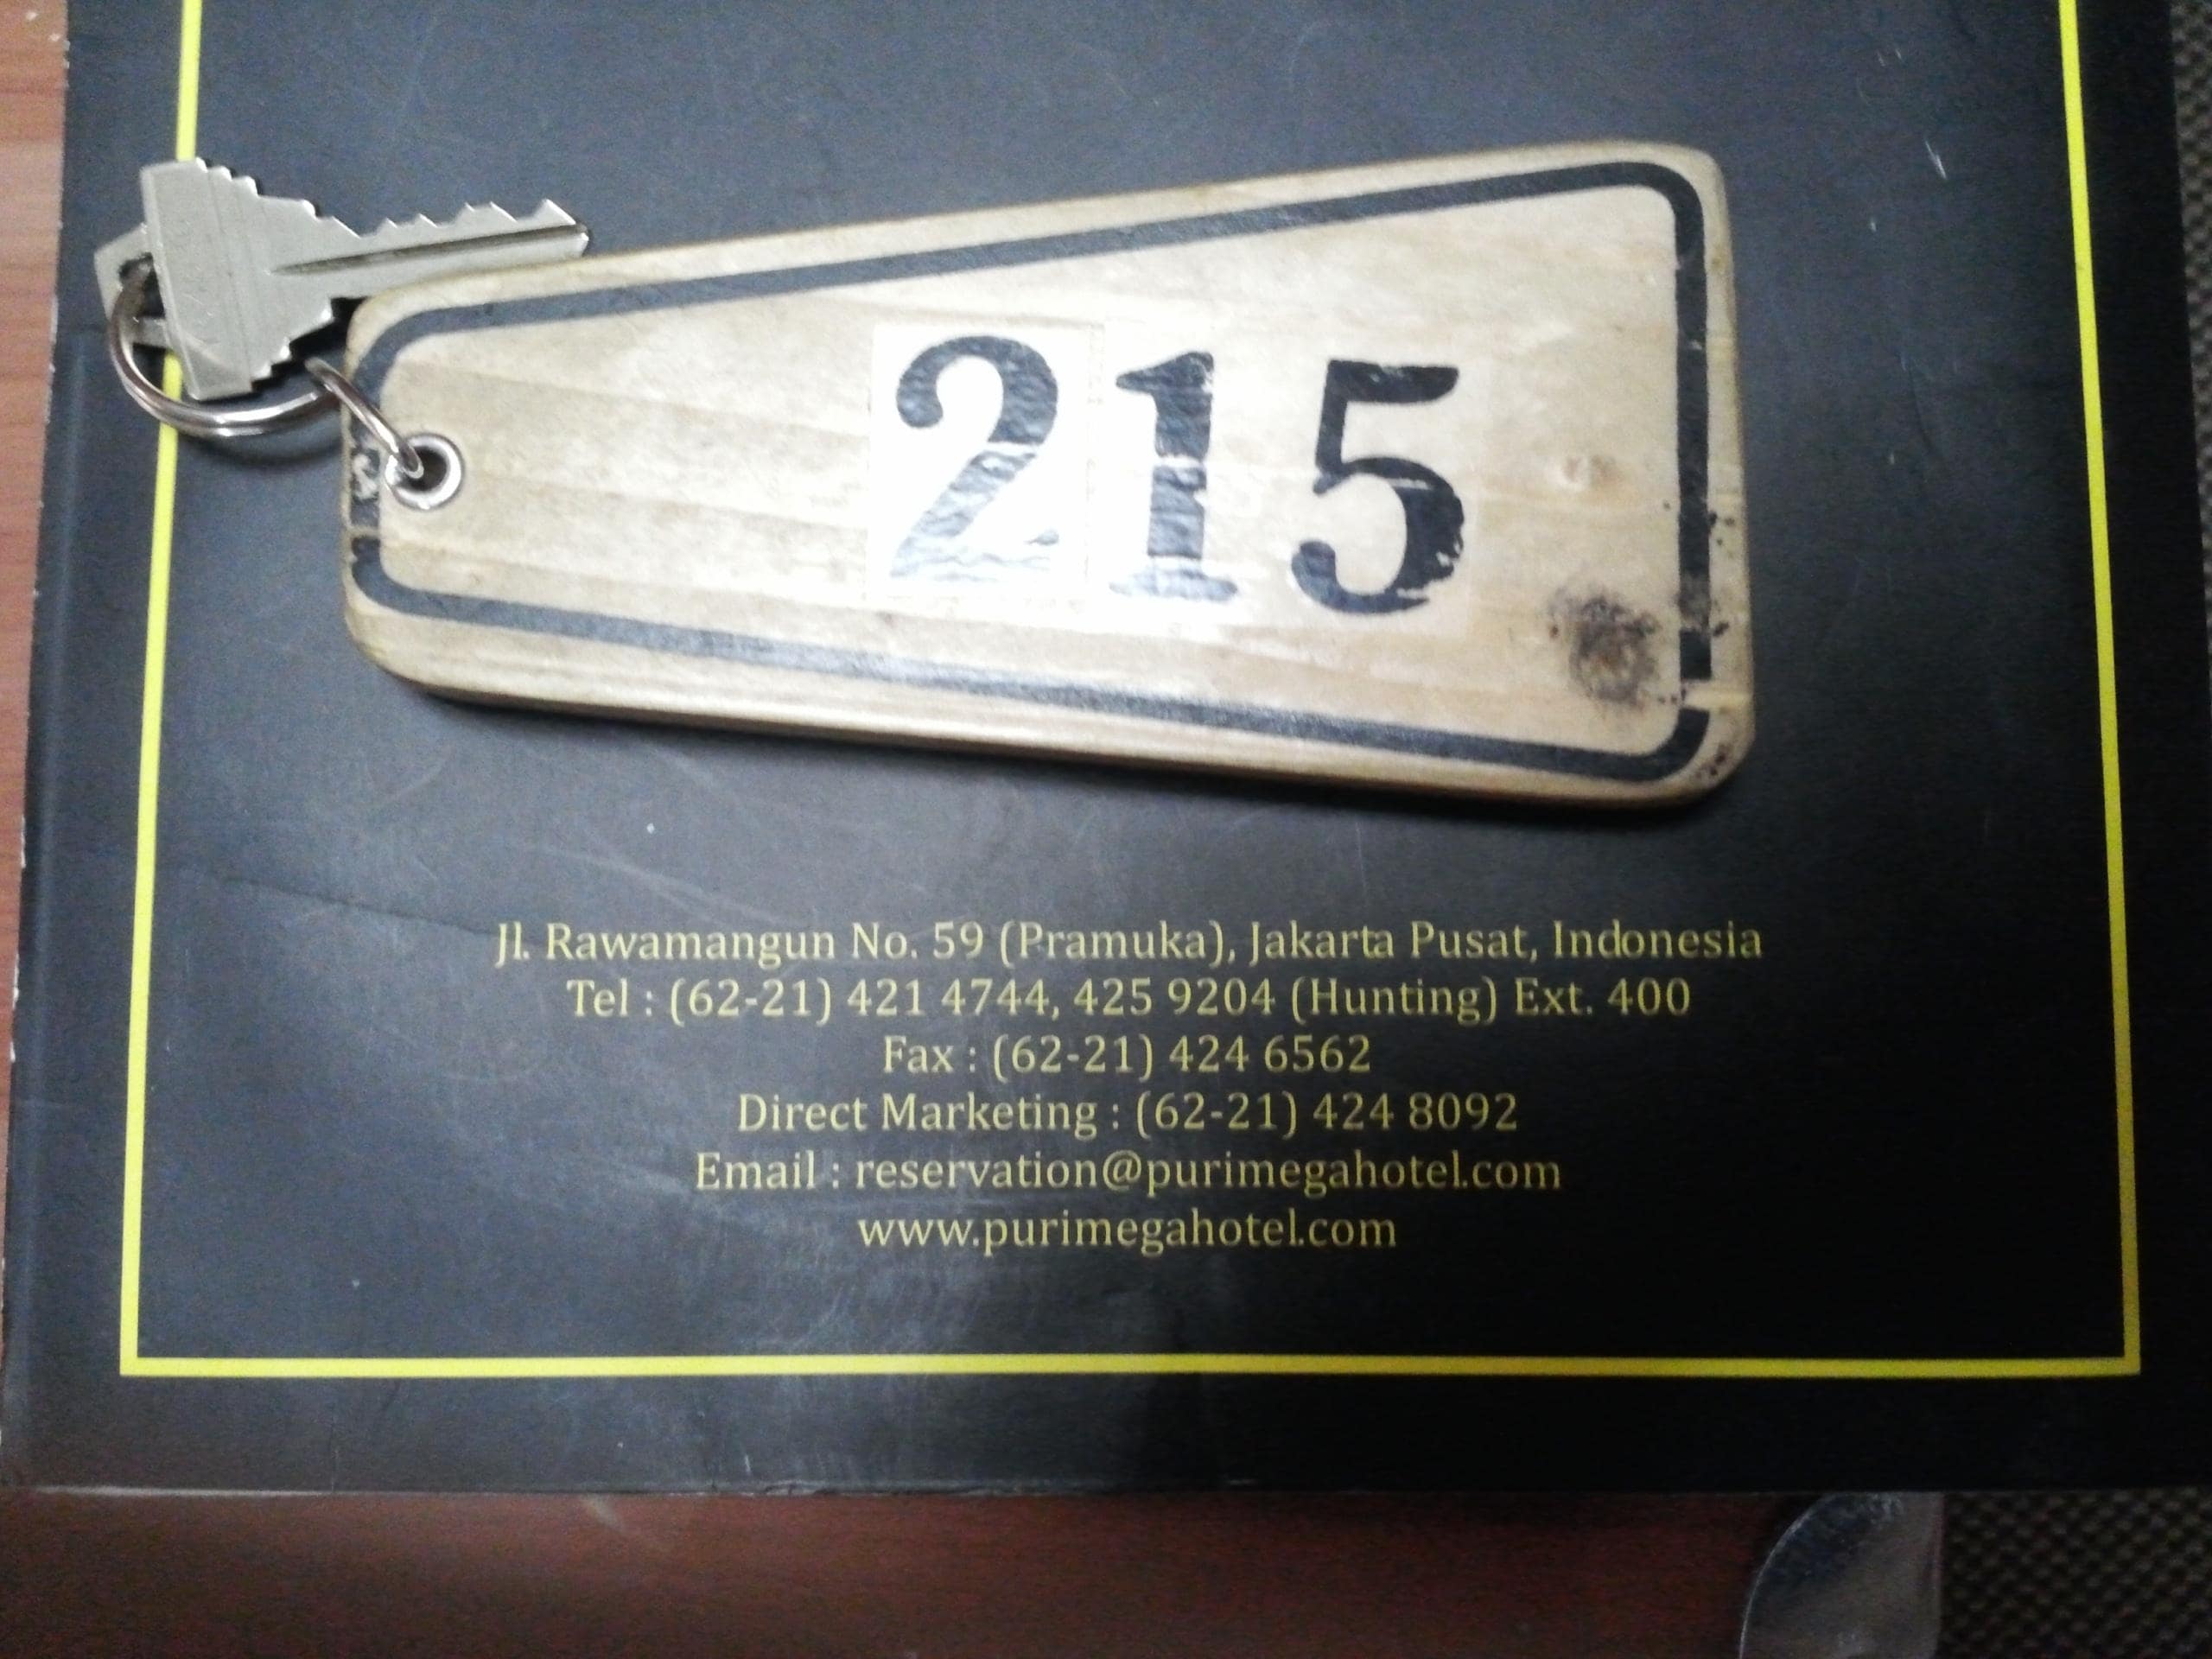 215
Jl. Rawamangun No. 59 (Pramuka), Jakarta Pusat, Indonesia
Tel : (62-21) 421 4744, 425 9204 (Hunting) Ext. 400
Fax : (62-21) 424 6562
Direct Marketing : (62-21) 424 8092
Email : reservation@purimegahotel.com
www.purimegahotel.com